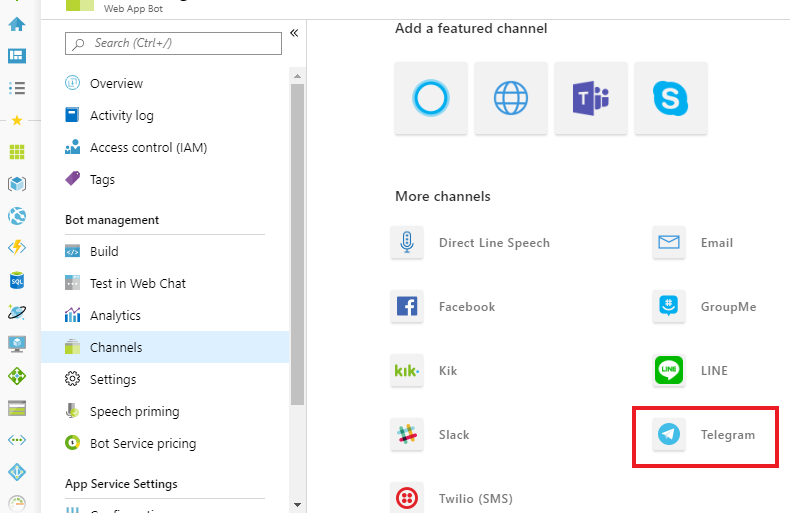 Web App Bot
Search (Ctrl+/)
«
Overview
Activity log
Access control (IAM)
Tags
Bot management
Build
Test in Web Chat
Analytics
Channels
Settings
Speech priming
Bot Service pricing
App Service Settings
Add a featured channel
More channels
Direct Line Speech
Email
Facebook
GroupMe
kik.
Kik
LINE
LINE
Slack
Telegram
Twilio (SMS)
SQL